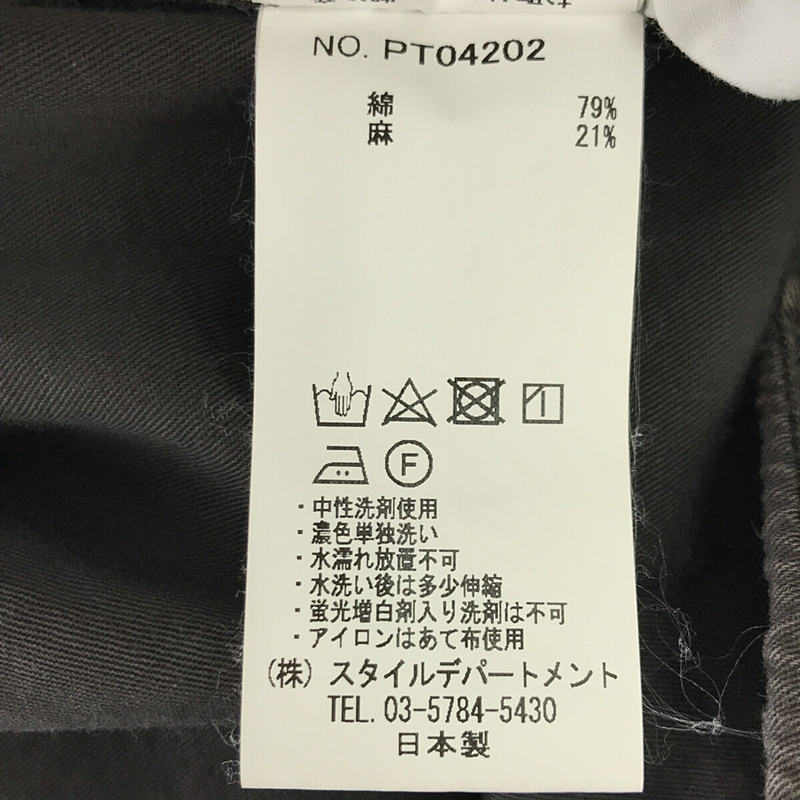 NO. PT04202
綿 79%
麻 21%
F
・中性洗剤使用
・濃色単独洗い
・水濡れ放置不可
・水洗い後は多少伸縮
・蛍光増白剤入り洗剤は不可
・アイロンはあて布使用
(株) スタイルデパートメント
TEL. 03-5784-5430
日本製